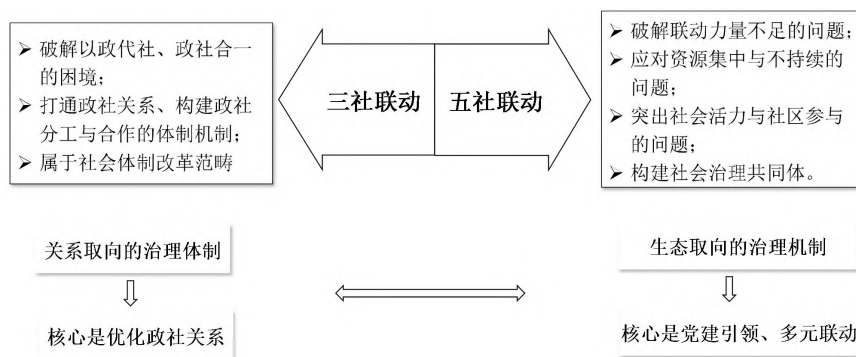 ➢ 破解以政代社、政社合一
的困境；
➢ 打通政社关系、构建政社
分工与合作的体制机制；
➢ 属于社会体制改革范畴
三社联动
五社联动
➢ 破解联动力量不足的问题；
➢ 应对资源集中与不持续的
问题；
➢ 突出社会活力与社区参与
的问题；
➢ 构建社会治理共同体。
关系取向的治理体制
核心是优化政社关系
生态取向的治理机制
核心是党建引领、多元联动